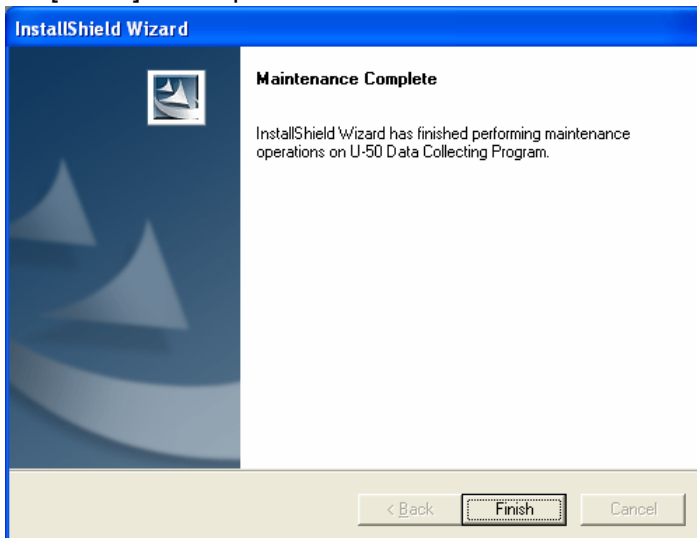 InstallShield Wizard
Maintenance Complete
InstallShield Wizard has finished performing maintenance
operations on U-50 Data Collecting Program.
< Back
Finish
Cancel